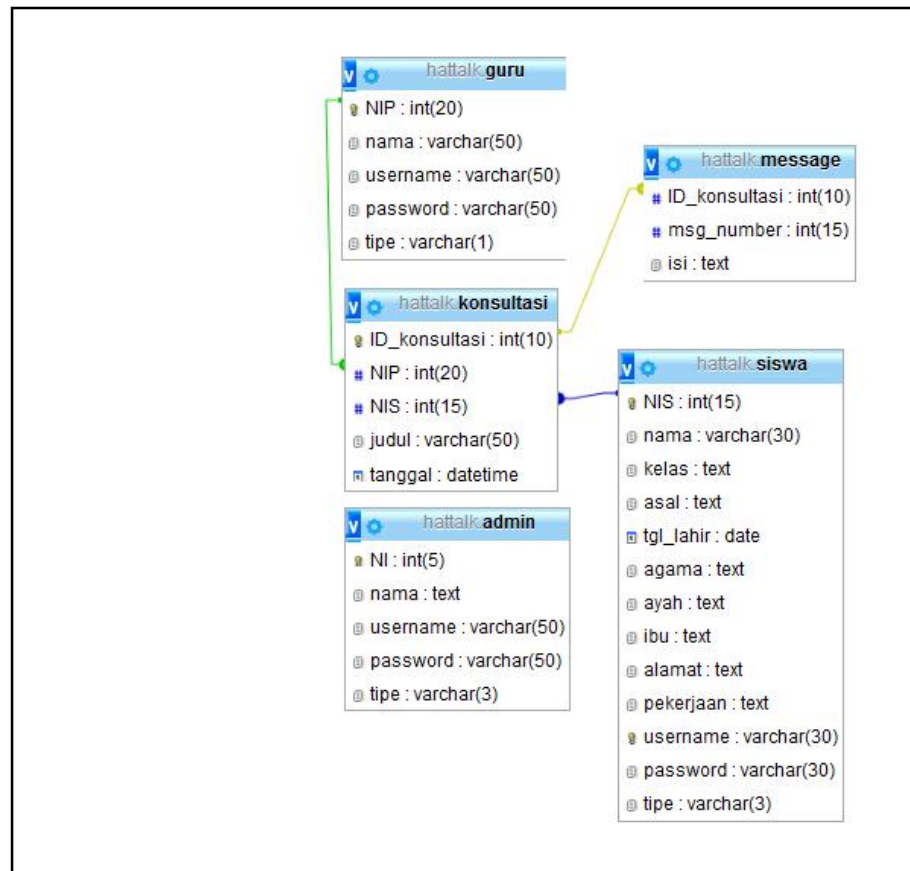 hattalk.guru
NIP : int(20)
nama : varchar(50)
username : varchar(50)
password : varchar(50)
tipe : varchar(1)
hattalk.message
# ID_konsultasi : int(10)
# msg_number : int(15)
isi : text
hattalk.konsultasi
ID_konsultasi : int(10)
# NIP : int(20)
# NIS : int(15)
judul : varchar(50)
tanggal : datetime
hattalk.siswa
NIS : int(15)
nama : varchar(30)
kelas : text
asal : text
tgl_lahir : date
agama : text
ayah : text
ibu : text
alamat : text
pekerjaan : text
username : varchar(30)
password : varchar(30)
tipe : varchar(3)
hattalk.admin
NI : int(5)
nama : text
username : varchar(50)
password : varchar(50)
tipe : varchar(3)